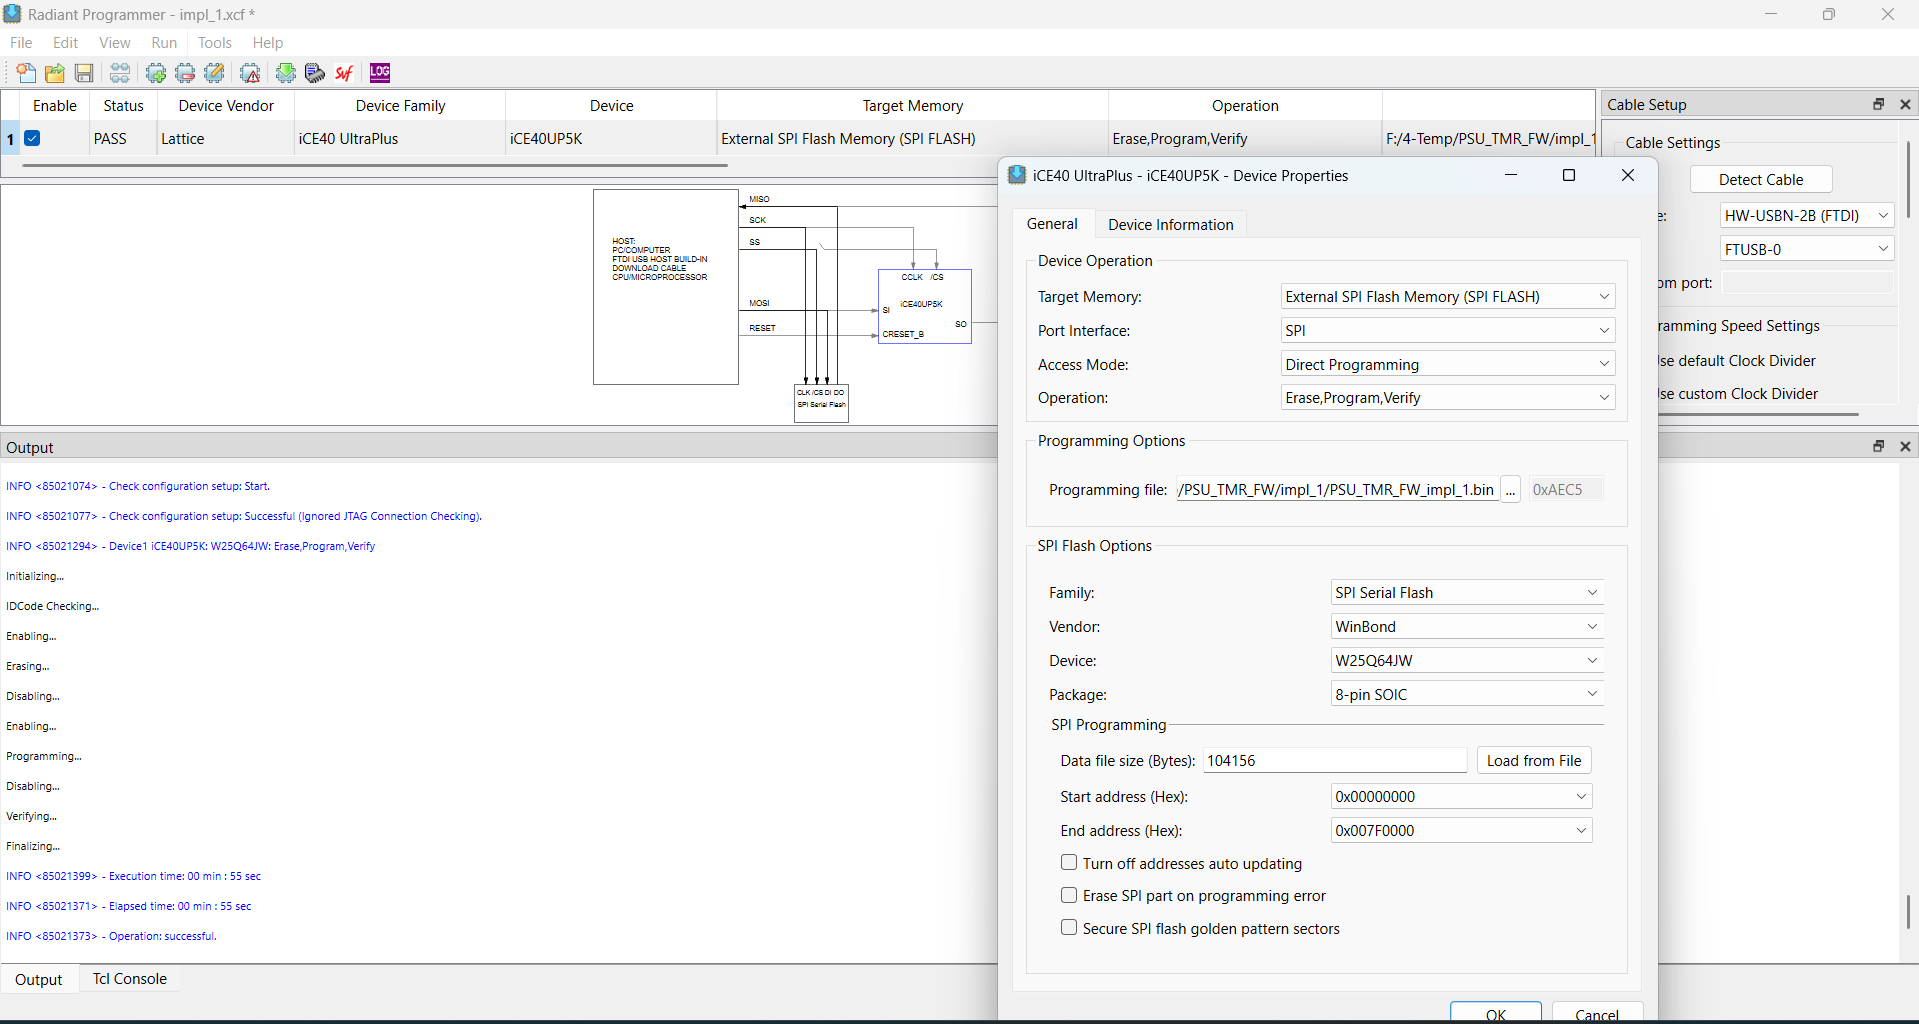 Radiant Programmer - impl_1.xcf *
File Edit View Run Tools Help
SVF LOG
Enable Status Device Vendor Device Family Device Target Memory Operation
1 PASS Lattice iCE40 UltraPlus iCE40UP5K External SPI Flash Memory (SPI FLASH) Erase,Program,Verify F:/4-Temp/PSU_TMR_FW/impl_1
HOST:
PC/COMPUTER
FTDI USB HOST BUILD-IN
DOWNLOAD CABLE
CPU/MICROPROCESSOR
MISO
SCK
SS
MOSI
RESET
CCLK /CS
iCE40UP5K
SI
SO
CRESET_B
CLK /CS DI DO
SPI Serial Flash
Cable Setup
Cable Settings
Detect Cable
e: HW-USBN-2B (FTDI)
FTUSB-0
om port:
ramming Speed Settings
se default Clock Divider
se custom Clock Divider
Output
INFO <85021074> - Check configuration setup: Start.
INFO <85021077> - Check configuration setup: Successful (Ignored JTAG Connection Checking).
INFO <85021294> - Device1 iCE40UP5K: W25Q64JW: Erase,Program,Verify
Initializing...
IDCode Checking...
Enabling...
Erasing...
Disabling...
Enabling...
Programming...
Disabling...
Verifying...
Finalizing...
INFO <85021399> - Execution time: 00 min : 55 sec
INFO <85021371> - Elapsed time: 00 min : 55 sec
INFO <85021373> - Operation: successful.
Output Tcl Console
iCE40 UltraPlus - iCE40UP5K - Device Properties
General Device Information
Device Operation
Target Memory: External SPI Flash Memory (SPI FLASH)
Port Interface: SPI
Access Mode: Direct Programming
Operation: Erase,Program,Verify
Programming Options
Programming file: /PSU_TMR_FW/impl_1/PSU_TMR_FW_impl_1.bin ... 0xAEC5
SPI Flash Options
Family: SPI Serial Flash
Vendor: WinBond
Device: W25Q64JW
Package: 8-pin SOIC
SPI Programming
Data file size (Bytes): 104156 Load from File
Start address (Hex): 0x00000000
End address (Hex): 0x007F0000
Turn off addresses auto updating
Erase SPI part on programming error
Secure SPI flash golden pattern sectors
OK Cancel